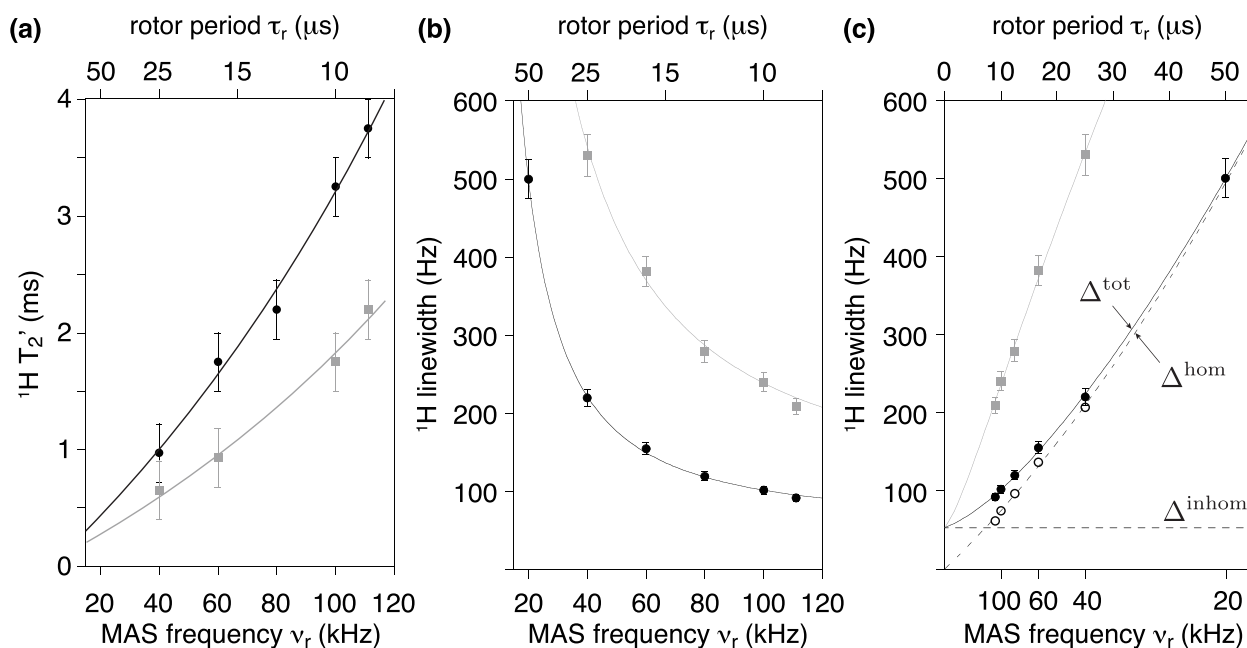 (a)
rotor period τr (μs)
50 25 15 10
4
3
2
1
0
¹H T₂' (ms)
20 40 60 80 100 120
MAS frequency νr (kHz)
(b)
rotor period τr (μs)
50 25 15 10
600
500
400
300
200
100
¹H linewidth (Hz)
20 40 60 80 100 120
MAS frequency νr (kHz)
(c)
rotor period τr (μs)
0 10 20 30 40 50
600
500
400
300
200
100
¹H linewidth (Hz)
Δ tot
Δ hom
Δ inhom
100 60 40 20
MAS frequency νr (kHz)